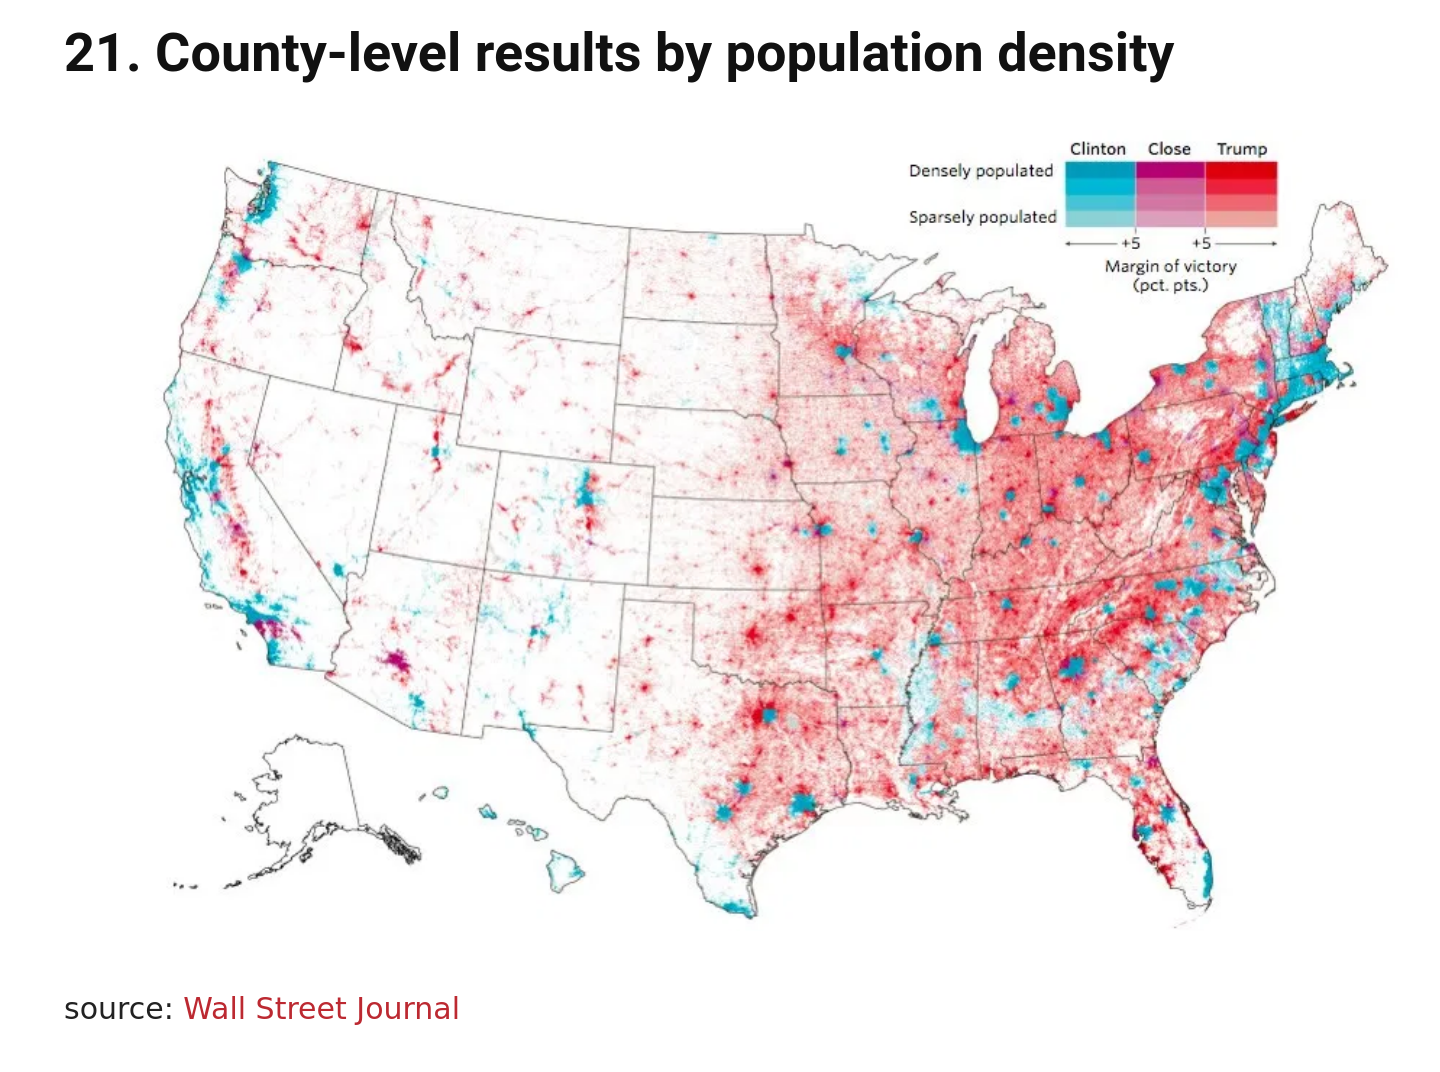 21. County-level results by population density
Clinton Close Trump
Densely populated
Sparsely populated
+5 +5
Margin of victory
(pct. pts.)
source: Wall Street Journal